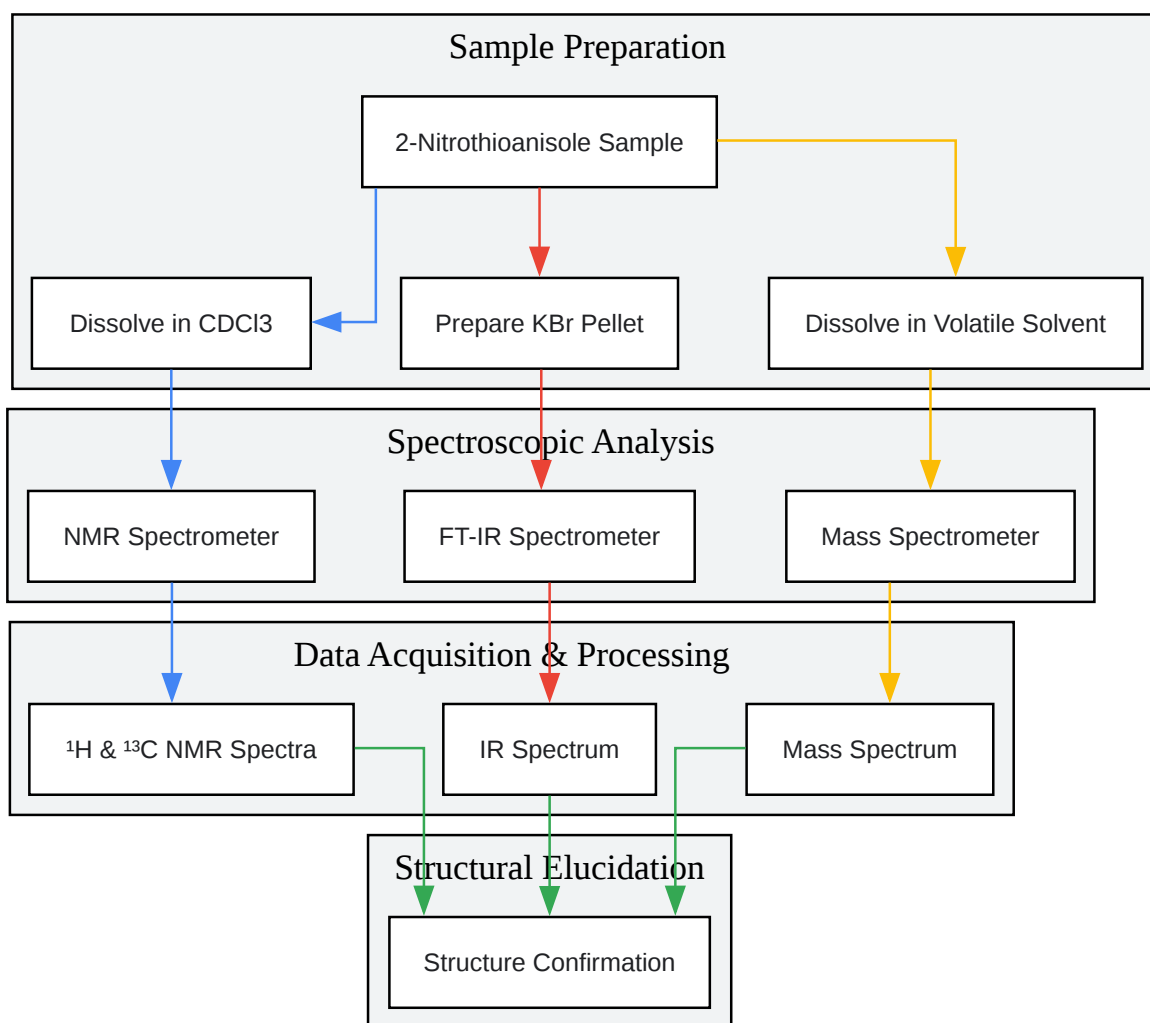 Sample Preparation
2-Nitrothioanisole Sample
Dissolve in CDCl3
Prepare KBr Pellet
Dissolve in Volatile Solvent
Spectroscopic Analysis
NMR Spectrometer
FT-IR Spectrometer
Mass Spectrometer
Data Acquisition & Processing
¹H & ¹³C NMR Spectra
IR Spectrum
Mass Spectrum
Structural Elucidation
Structure Confirmation